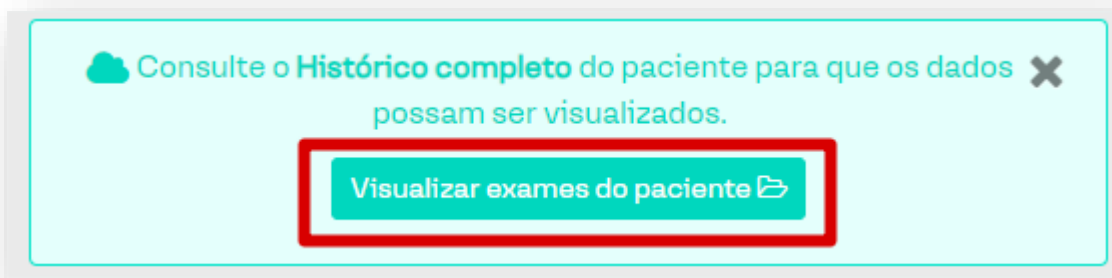 Consulte o Histórico completo do paciente para que os dados
possam ser visualizados.
Visualizar exames do paciente